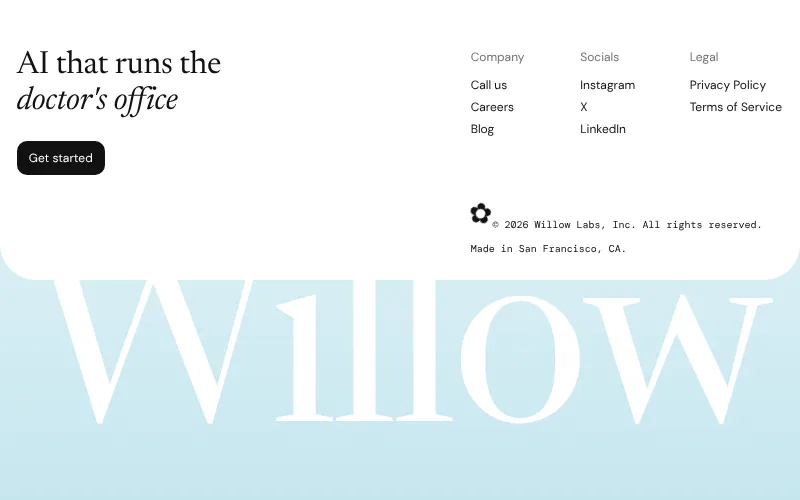 AI that runs the
doctor's office
Get started
Company
Call us
Careers
Blog
Socials
Instagram
X
LinkedIn
Legal
Privacy Policy
Terms of Service
© 2026 Willow Labs, Inc. All rights reserved.
Made in San Francisco, CA.
Willow